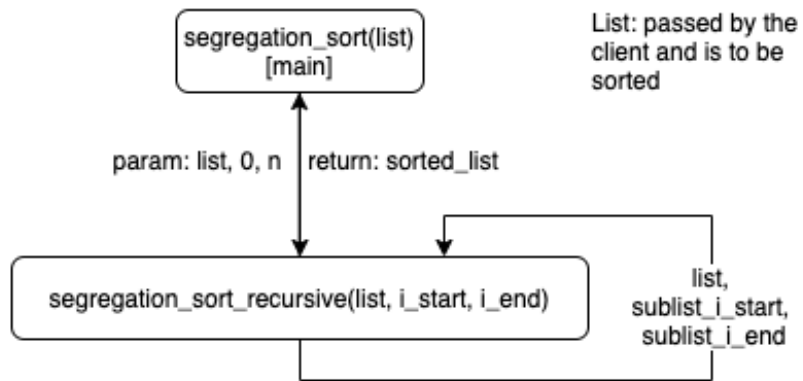 segregation_sort(list)
[main]
List: passed by the
client and is to be
sorted
param: list, 0, n
return: sorted_list
segregation_sort_recursive(list, i_start, i_end)
list,
sublist_i_start,
sublist_i_end